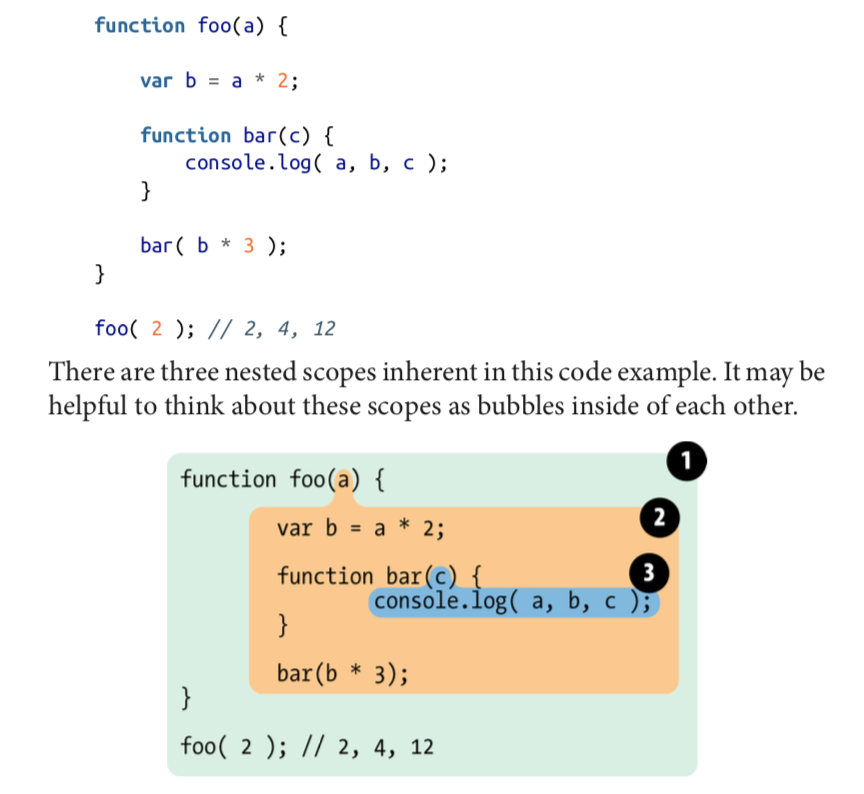 function foo(a) {
var b = a * 2;
function bar(c) {
console.log( a, b, c );
}
bar( b * 3 );
}
foo( 2 ); // 2, 4, 12
There are three nested scopes inherent in this code example. It may be
helpful to think about these scopes as bubbles inside of each other.
1
function foo(a) {
2
var b = a * 2;
3
function bar(c) {
console.log( a, b, c );
}
bar(b * 3);
}
foo( 2 ); // 2, 4, 12